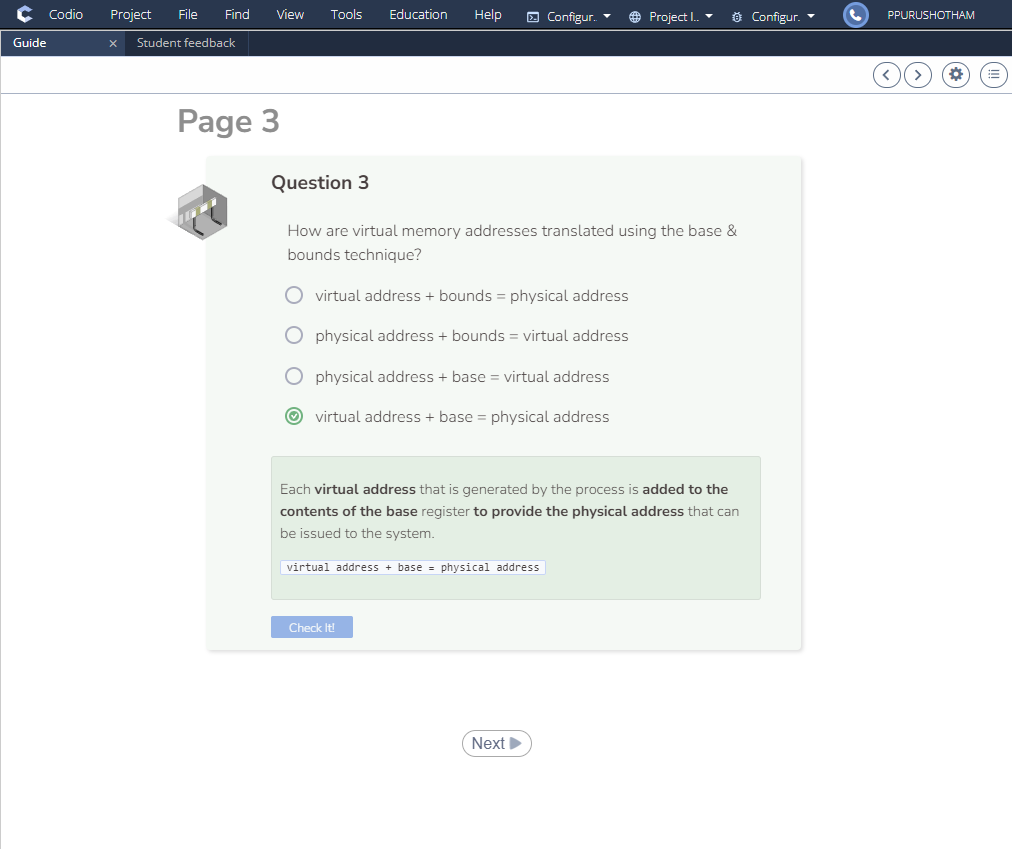 Codio Project File Find View Tools Education Help Configur. Project I.. Configur. PPURUSHOTHAM
Guide × Student feedback
Page 3
Question 3
How are virtual memory addresses translated using the base &
bounds technique?
virtual address + bounds = physical address
physical address + bounds = virtual address
physical address + base = virtual address
virtual address + base = physical address
Each virtual address that is generated by the process is added to the
contents of the base register to provide the physical address that can
be issued to the system.
virtual address + base = physical address
Check It!
Next